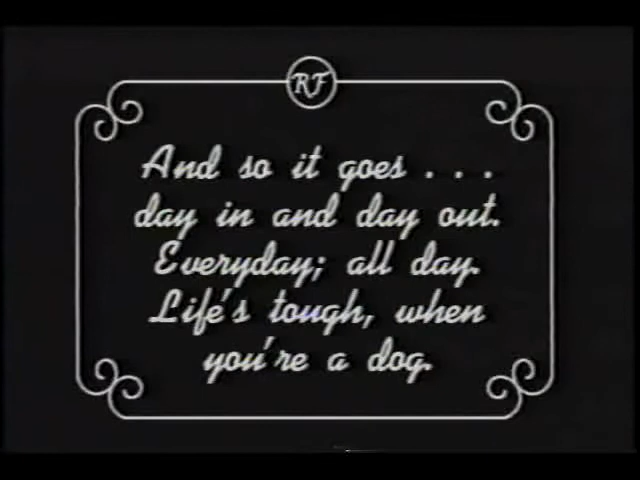 RF
And so it goes . . .
day in and day out.
Everyday; all day.
Life's tough, when
you're a dog.